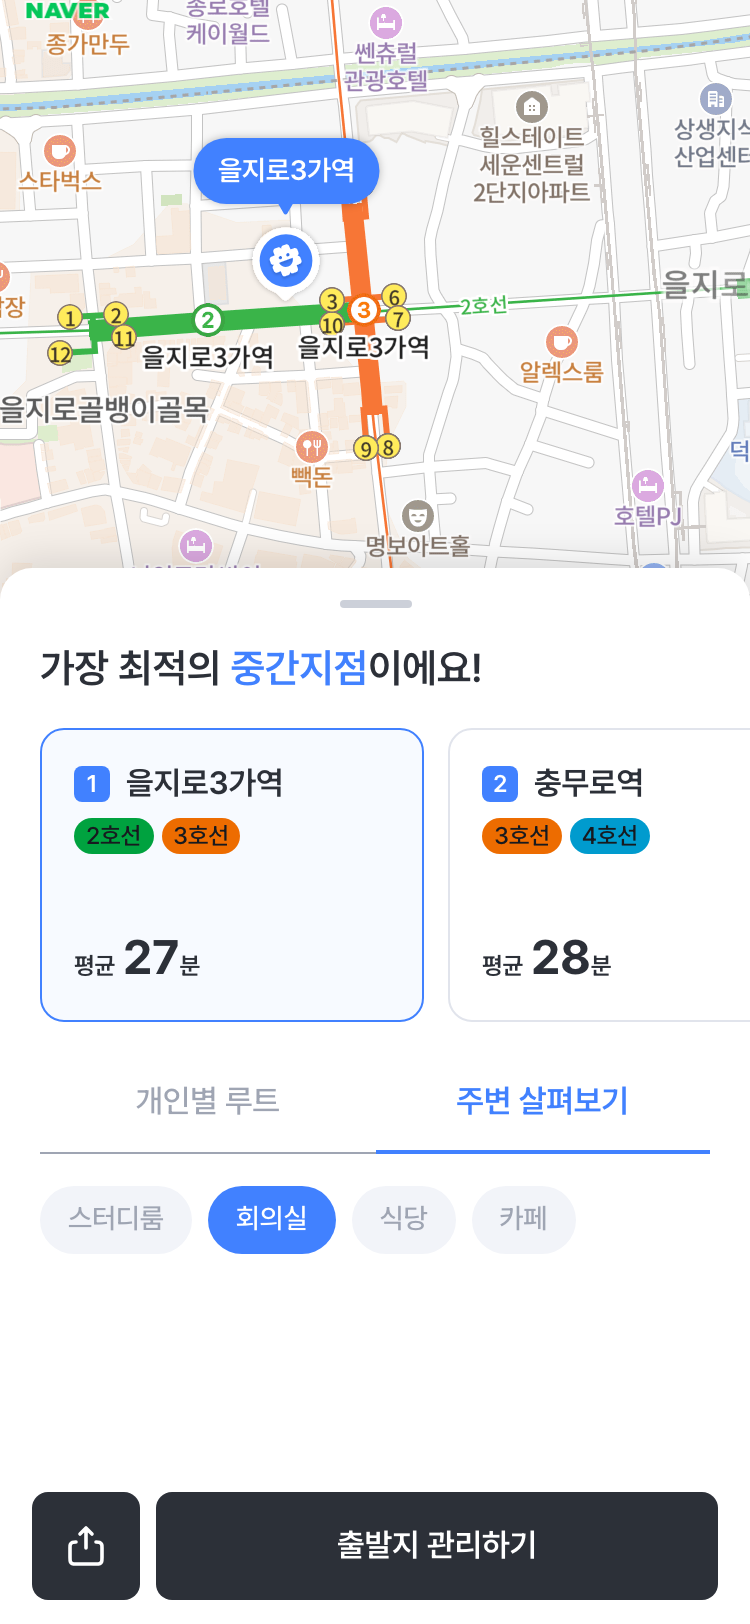 NAVER
종로호텔
케이월드
종가만두
쎈츄럴
관광호텔
힐스테이트
세운센트럴
2단지아파트
상생지식
산업센터
스타벅스
을지로3가역
을지로
장
1
2
11
12
2
3
10
3
6
7
2호선
을지로3가역
을지로3가역
알렉스룸
을지로골뱅이골목
9
8
빽돈
덕
호텔PJ
명보아트홀
가장 최적의 중간지점이에요!
1 을지로3가역
2호선 3호선
평균 27분
2 충무로역
3호선 4호선
평균 28분
개인별 루트
주변 살펴보기
스터디룸
회의실
식당
카페
출발지 관리하기